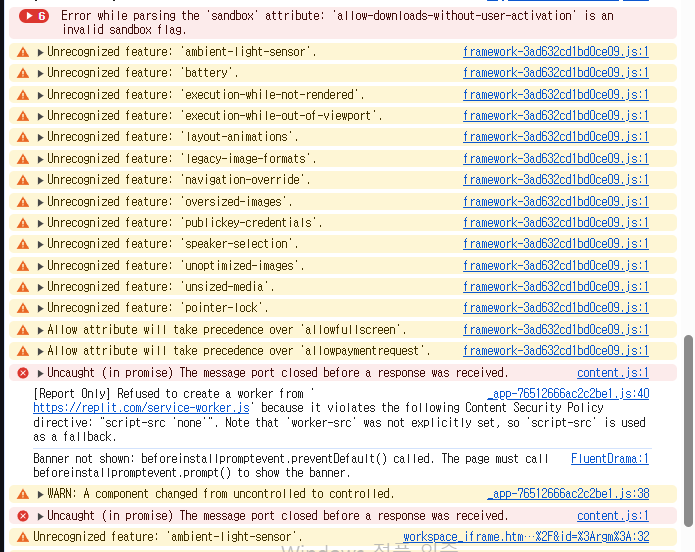 6 Error while parsing the 'sandbox' attribute: 'allow-downloads-without-user-activation' is an
invalid sandbox flag.
Unrecognized feature: 'ambient-light-sensor'. framework-3ad632cd1bd0ce09.js:1
Unrecognized feature: 'battery'. framework-3ad632cd1bd0ce09.js:1
Unrecognized feature: 'execution-while-not-rendered'. framework-3ad632cd1bd0ce09.js:1
Unrecognized feature: 'execution-while-out-of-viewport'. framework-3ad632cd1bd0ce09.js:1
Unrecognized feature: 'layout-animations'. framework-3ad632cd1bd0ce09.js:1
Unrecognized feature: 'legacy-image-formats'. framework-3ad632cd1bd0ce09.js:1
Unrecognized feature: 'navigation-override'. framework-3ad632cd1bd0ce09.js:1
Unrecognized feature: 'oversized-images'. framework-3ad632cd1bd0ce09.js:1
Unrecognized feature: 'publickey-credentials'. framework-3ad632cd1bd0ce09.js:1
Unrecognized feature: 'speaker-selection'. framework-3ad632cd1bd0ce09.js:1
Unrecognized feature: 'unoptimized-images'. framework-3ad632cd1bd0ce09.js:1
Unrecognized feature: 'unsized-media'. framework-3ad632cd1bd0ce09.js:1
Unrecognized feature: 'pointer-lock'. framework-3ad632cd1bd0ce09.js:1
Allow attribute will take precedence over 'allowfullscreen'. framework-3ad632cd1bd0ce09.js:1
Allow attribute will take precedence over 'allowpaymentrequest'. framework-3ad632cd1bd0ce09.js:1
Uncaught (in promise) The message port closed before a response was received. content.js:1
[Report Only] Refused to create a worker from ' _app-76512666ac2c2be1.js:40
https://replit.com/service-worker.js' because it violates the following Content Security Policy
directive: "script-src 'none'". Note that 'worker-src' was not explicitly set, so 'script-src' is used
as a fallback.
Banner not shown: beforeinstallpromptevent.preventDefault() called. The page must call FluentDrama:1
beforeinstallpromptevent.prompt() to show the banner.
WARN: A component changed from uncontrolled to controlled. _app-76512666ac2c2be1.js:38
Uncaught (in promise) The message port closed before a response was received. content.js:1
Unrecognized feature: 'ambient-light-sensor'. workspace_iframe.htm…%2F&id=%3Argm%3A:32
Windows 정품 인증